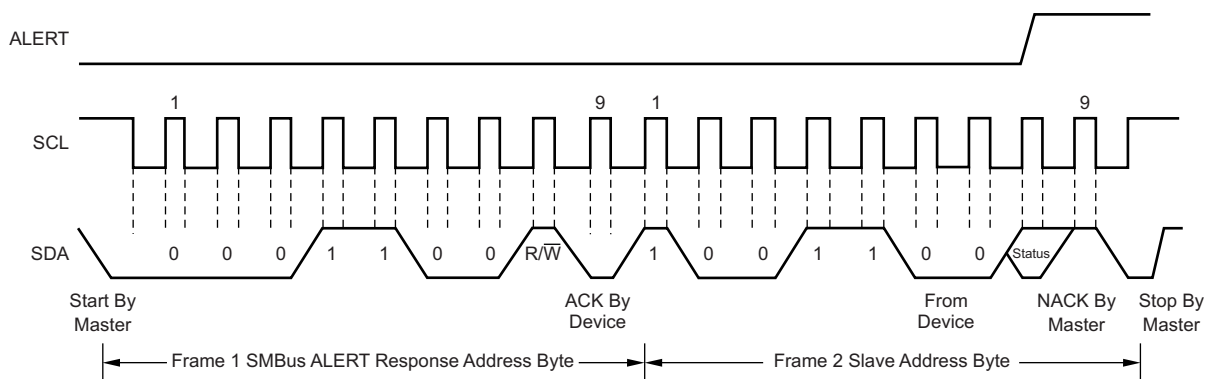 ALERT
1 9 1 9
SCL
SDA 0 0 0 1 1 0 0 R/W̅ 1 0 0 1 1 0 0 Status
Start By
Master
ACK By
Device
From
Device
NACK By
Master
Stop By
Master
Frame 1 SMBus ALERT Response Address Byte
Frame 2 Slave Address Byte